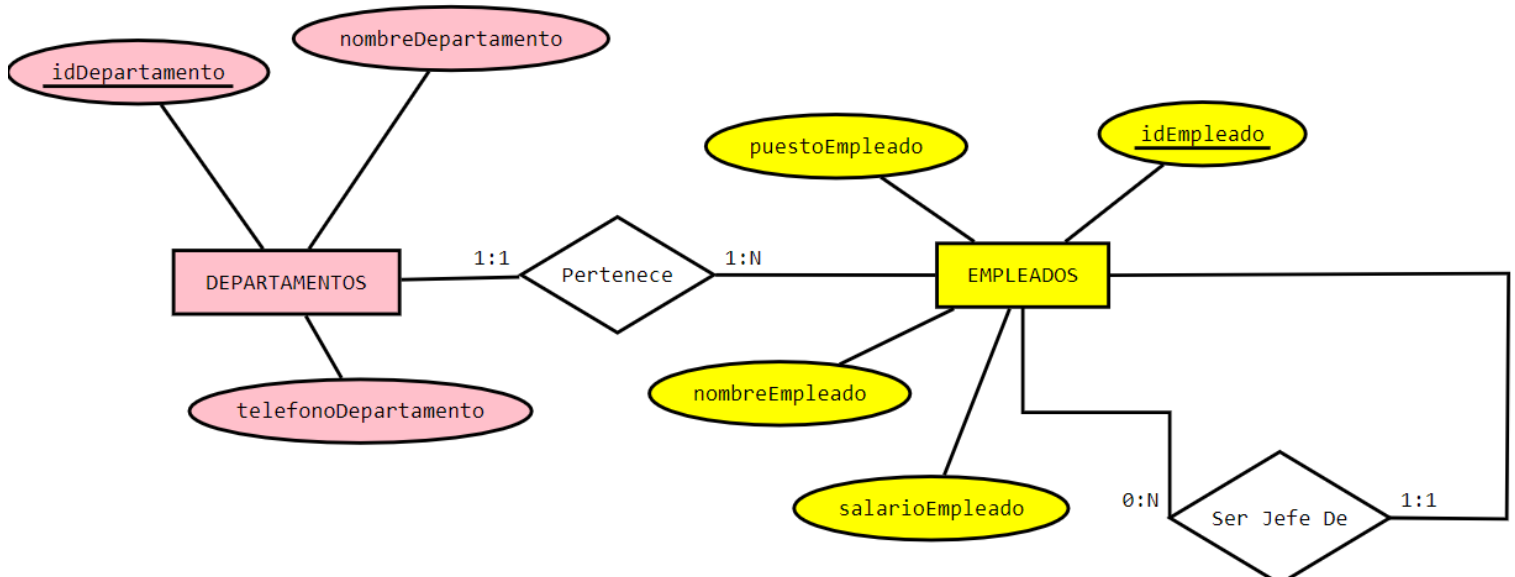 nombreDepartamento
idDepartamento
puestoEmpleado
idEmpleado
1:1
1:N
DEPARTAMENTOS
Pertenece
EMPLEADOS
nombreEmpleado
telefonoDepartamento
salarioEmpleado
0:N
1:1
Ser Jefe De